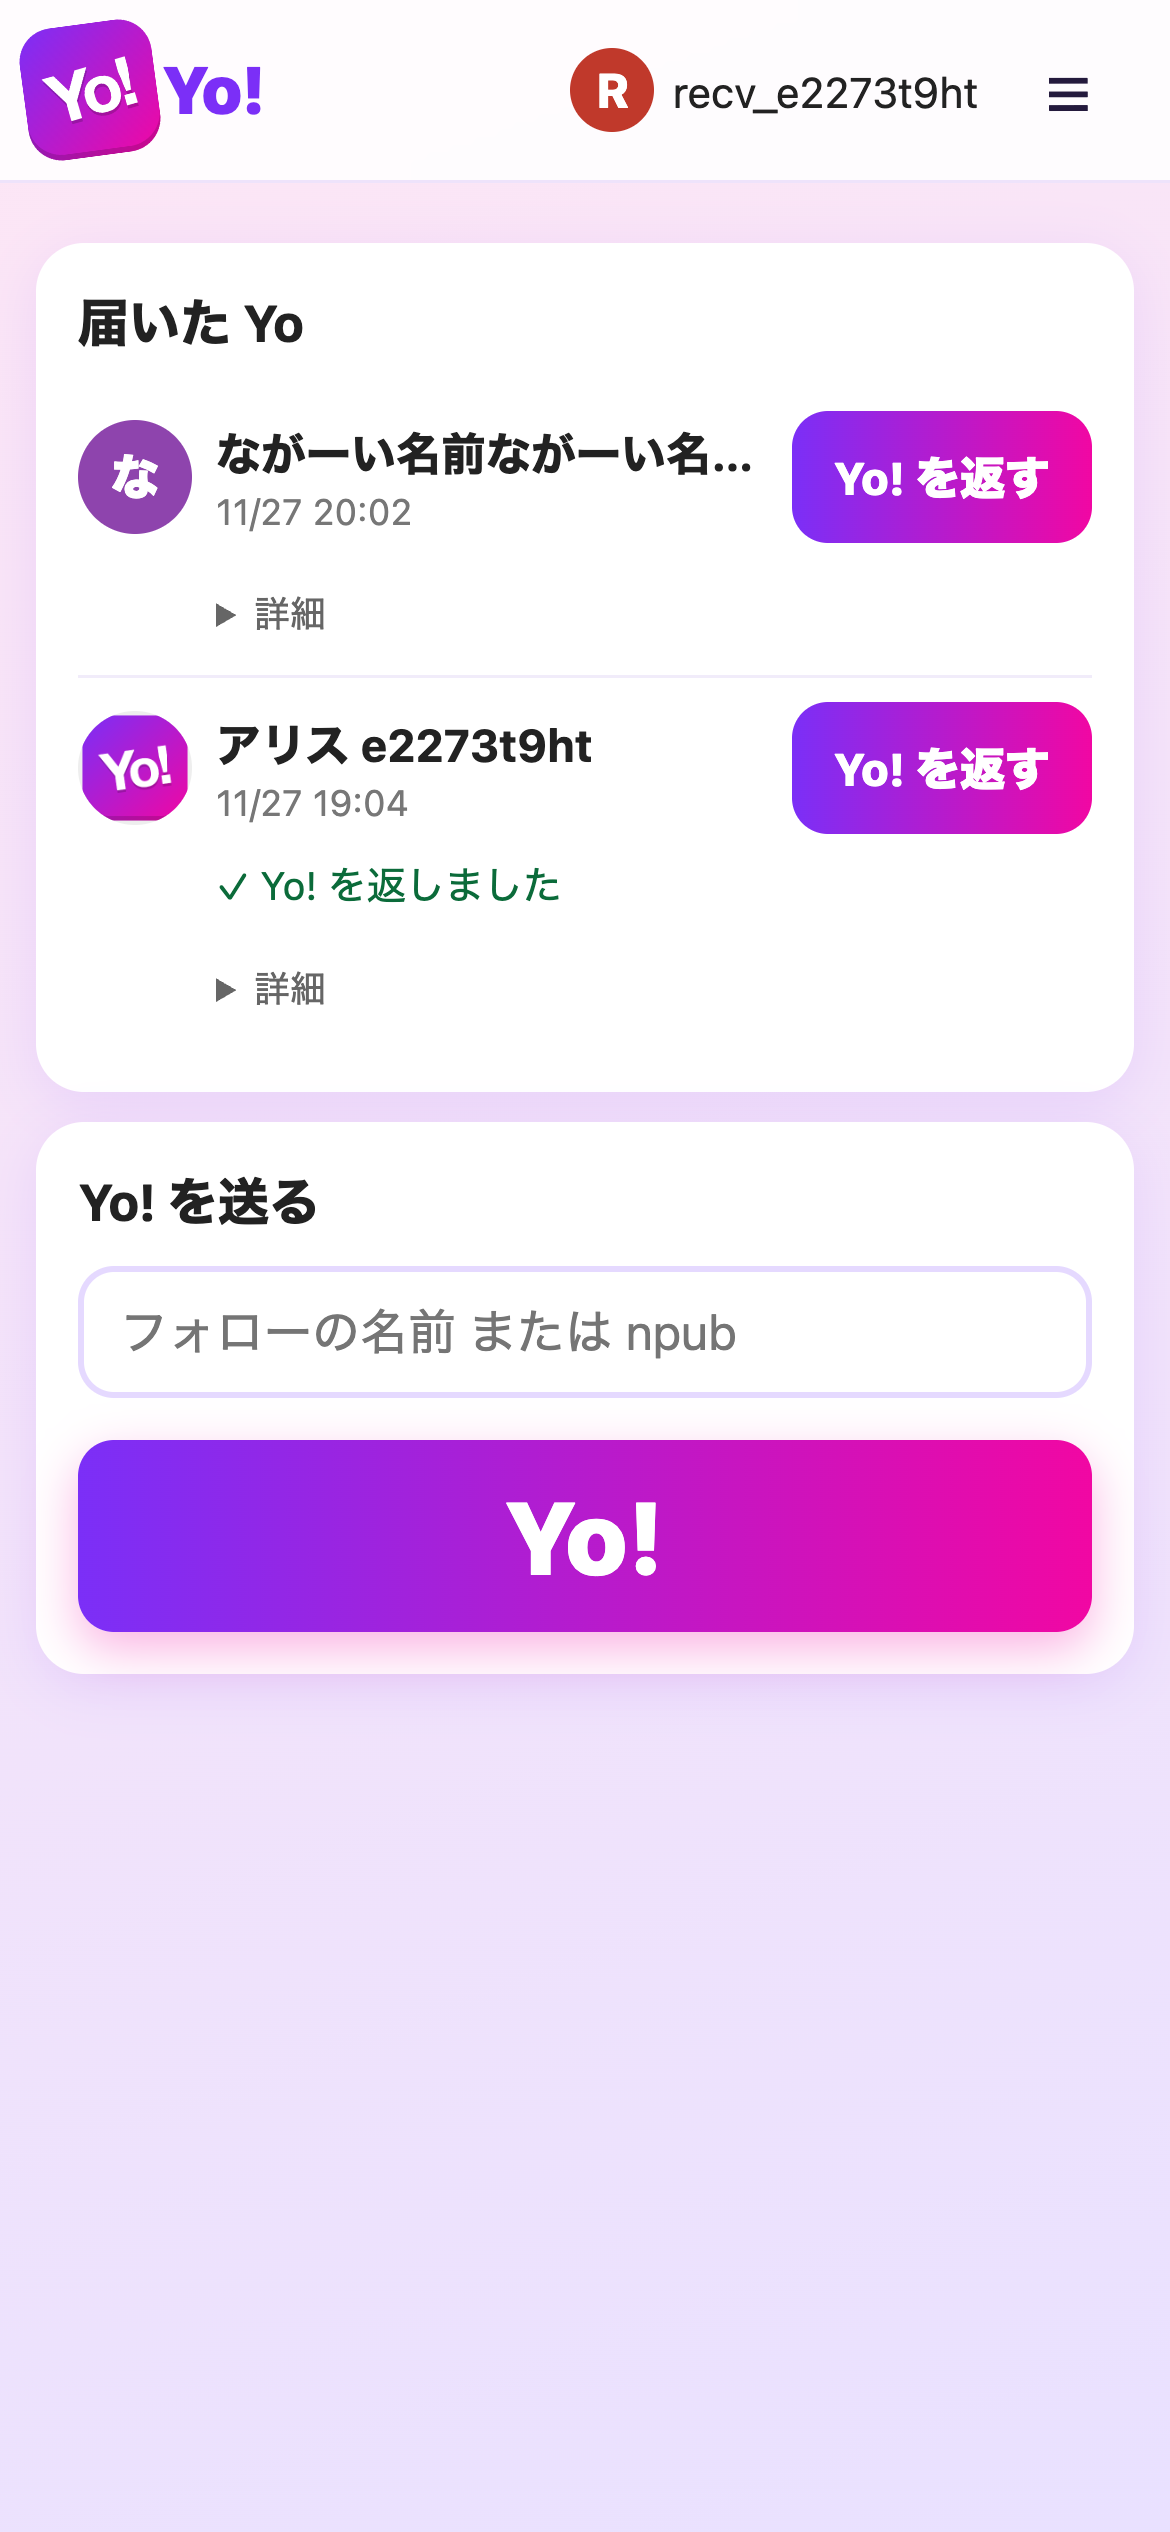 Yo! Yo!
R recv_e2273t9ht
届いた Yo
な ながーい名前ながーい名...
11/27 20:02
Yo! を返す
▶ 詳細
Yo! アリス e2273t9ht
11/27 19:04
Yo! を返す
✓ Yo! を返しました
▶ 詳細
Yo! を送る
フォローの名前 または npub
Yo!